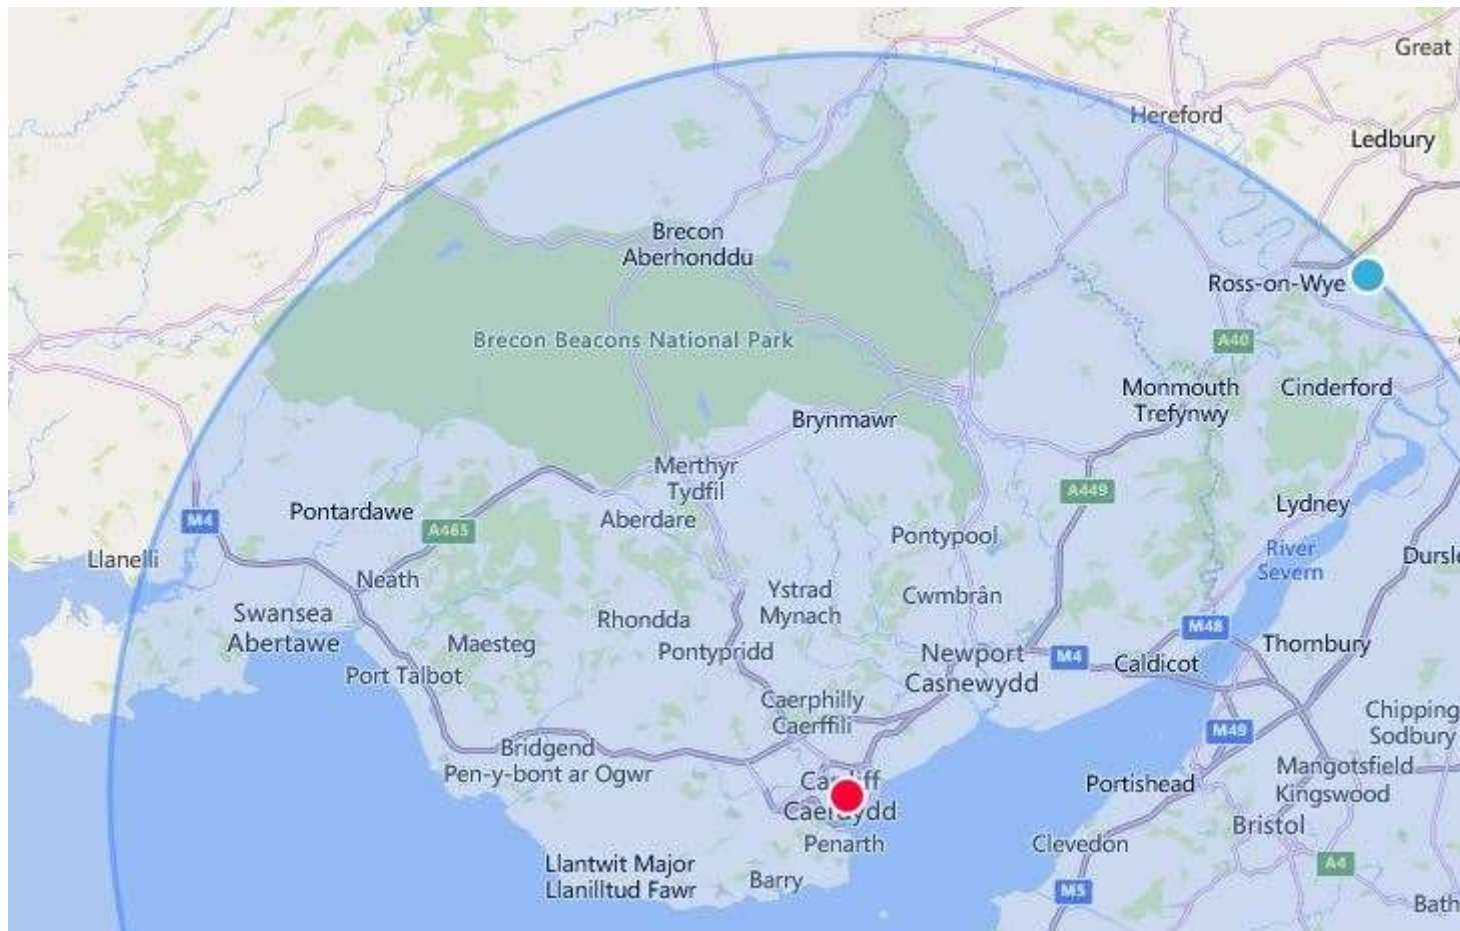 Great
Hereford
Ledbury
Brecon
Aberhonddu
Ross-on-Wye
Brecon Beacons National Park
A40
Monmouth
Trefynwy
Cinderford
Brynmawr
Merthyr
Tydfil
A449
Lydney
Pontardawe
M4
A465
Aberdare
Pontypool
River
Severn
Dursle
Llanelli
Neath
Ystrad
Mynach
Cwmbrân
Swansea
Abertawe
Rhondda
M48
Maesteg
Pontypridd
Newport
Casnewydd
M4
Caldicot
Thornbury
Port Talbot
Caerphilly
Caerffili
Chipping
Sodbury
M49
Bridgend
Pen-y-bont ar Ogwr
Mangotsfield
Kingswood
Portishead
Bristol
Penarth
Clevedon
Llantwit Major
Llanilltud Fawr
Barry
A4
M5
Bath